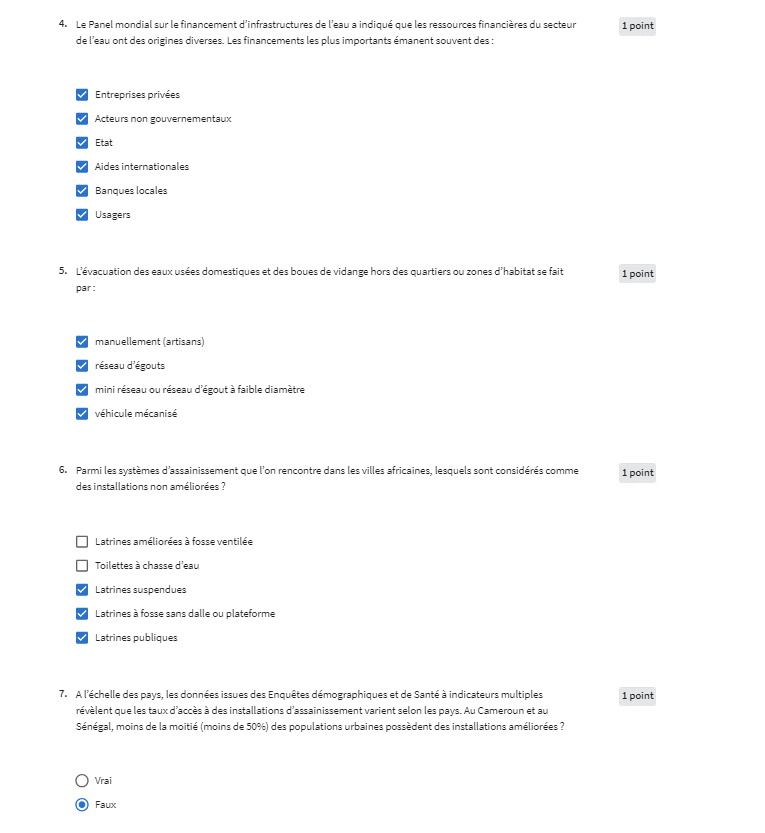 4. Le Panel mondial sur le financement d'infrastructures de l'eau a indiqué que les ressources financières du secteur
de l'eau ont des origines diverses. Les financements les plus importants émanent souvent des :
1 point
Entreprises privées
Acteurs non gouvernementaux
Etat
Aides internationales
Banques locales
Usagers
5. L'évacuation des eaux usées domestiques et des boues de vidange hors des quartiers ou zones d'habitat se fait
par :
1 point
manuellement (artisans)
réseau d'égouts
mini réseau ou réseau d'égout à faible diamètre
véhicule mécanisé
6. Parmi les systèmes d'assainissement que l'on rencontre dans les villes africaines, lesquels sont considérés comme
des installations non améliorées ?
1 point
Latrines améliorées à fosse ventilée
Toilettes à chasse d'eau
Latrines suspendues
Latrines à fosse sans dalle ou plateforme
Latrines publiques
7. A l'échelle des pays, les données issues des Enquêtes démographiques et de Santé à indicateurs multiples
révèlent que les taux d'accès à des installations d'assainissement varient selon les pays. Au Cameroun et au
Sénégal, moins de la moitié (moins de 50%) des populations urbaines possèdent des installations améliorées ?
1 point
Vrai
Faux